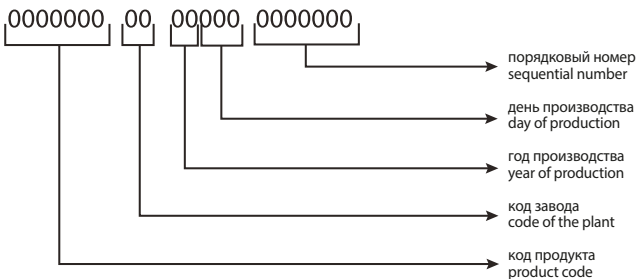 0000000 00 00000 0000000
порядковый номер
sequential number
день производства
day of production
год производства
year of production
код завода
code of the plant
код продукта
product code